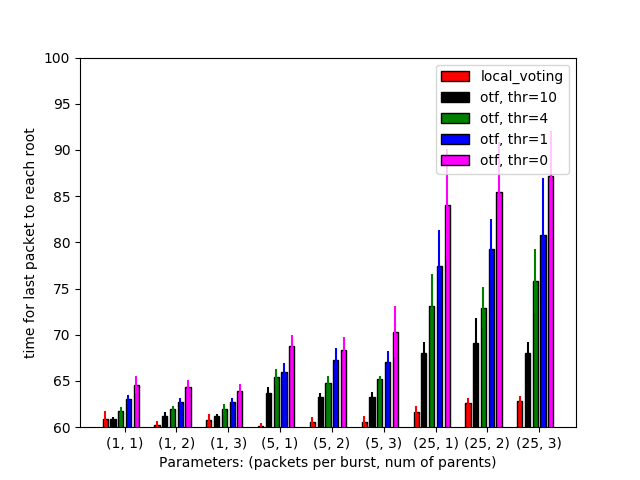 100
95
90
85
80
75
70
65
60
time for last packet to reach root
local_voting
otf, thr=10
otf, thr=4
otf, thr=1
otf, thr=0
(1, 1) (1, 2) (1, 3) (5, 1) (5, 2) (5, 3) (25, 1) (25, 2) (25, 3)
Parameters: (packets per burst, num of parents)